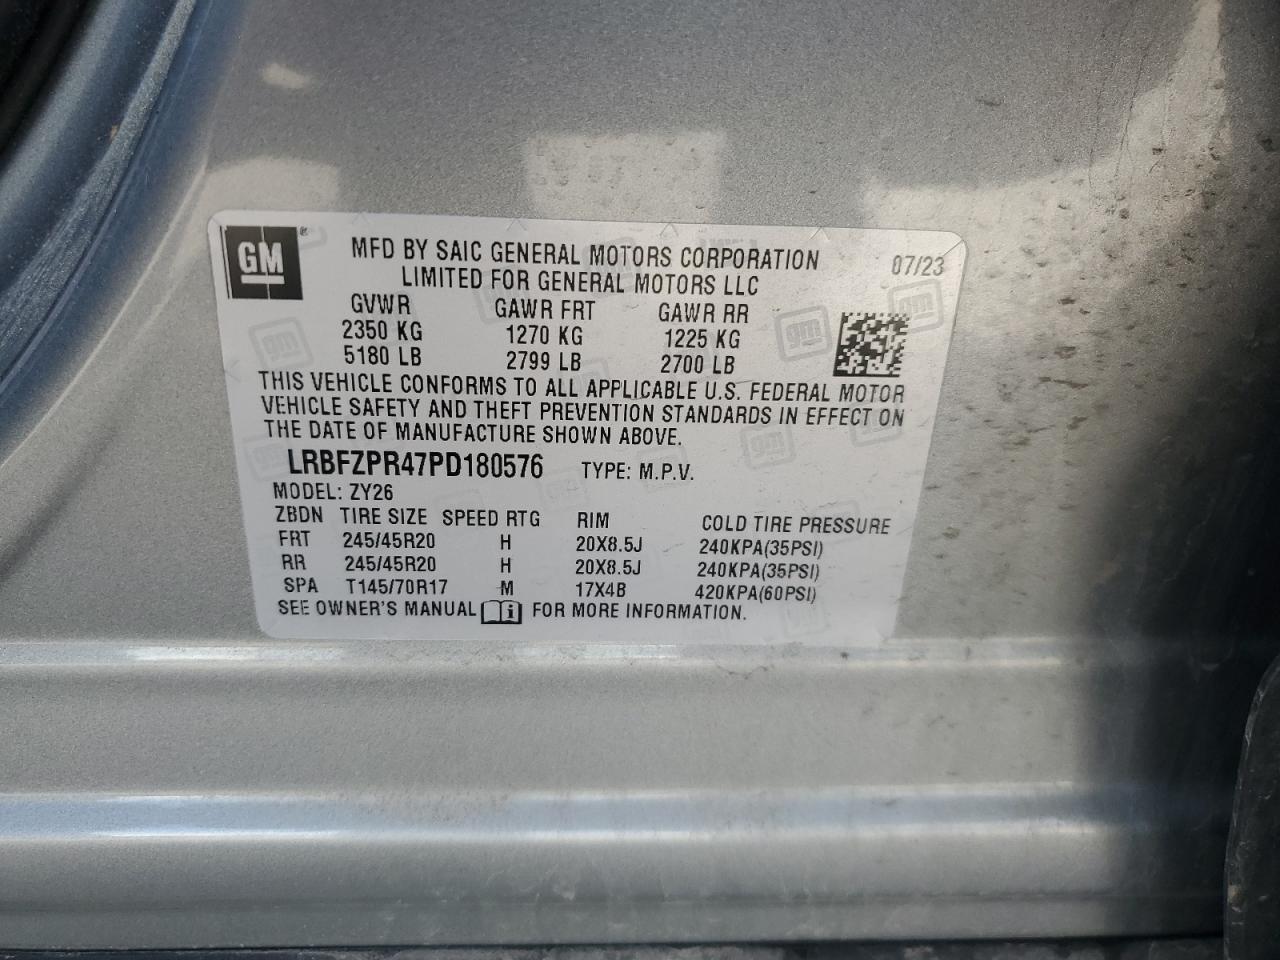 GM®
MFD BY SAIC GENERAL MOTORS CORPORATION 07/23
LIMITED FOR GENERAL MOTORS LLC
GVWR GAWR FRT GAWR RR
2350 KG 1270 KG 1225 KG
5180 LB 2799 LB 2700 LB
THIS VEHICLE CONFORMS TO ALL APPLICABLE U.S. FEDERAL MOTOR
VEHICLE SAFETY AND THEFT PREVENTION STANDARDS IN EFFECT ON
THE DATE OF MANUFACTURE SHOWN ABOVE.
LRBFZPR47PD180576 TYPE: M.P.V.
MODEL: ZY26
ZBDN TIRE SIZE SPEED RTG RIM COLD TIRE PRESSURE
FRT 245/45R20 H 20X8.5J 240KPA(35PSI)
RR 245/45R20 H 20X8.5J 240KPA(35PSI)
SPA T145/70R17 M 17X4B 420KPA(60PSI)
SEE OWNER'S MANUAL i FOR MORE INFORMATION.